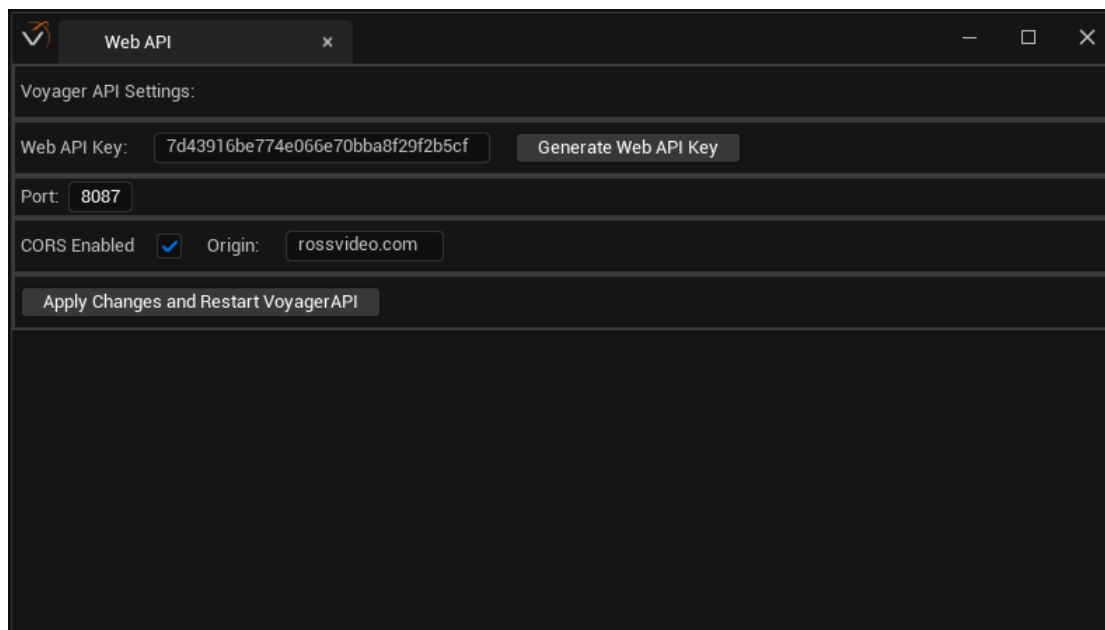 Web API
Voyager API Settings:
Web API Key: 7d43916be774e066e70bba8f29f2b5cf Generate Web API Key
Port: 8087
CORS Enabled Origin: rossvideo.com
Apply Changes and Restart VoyagerAPI